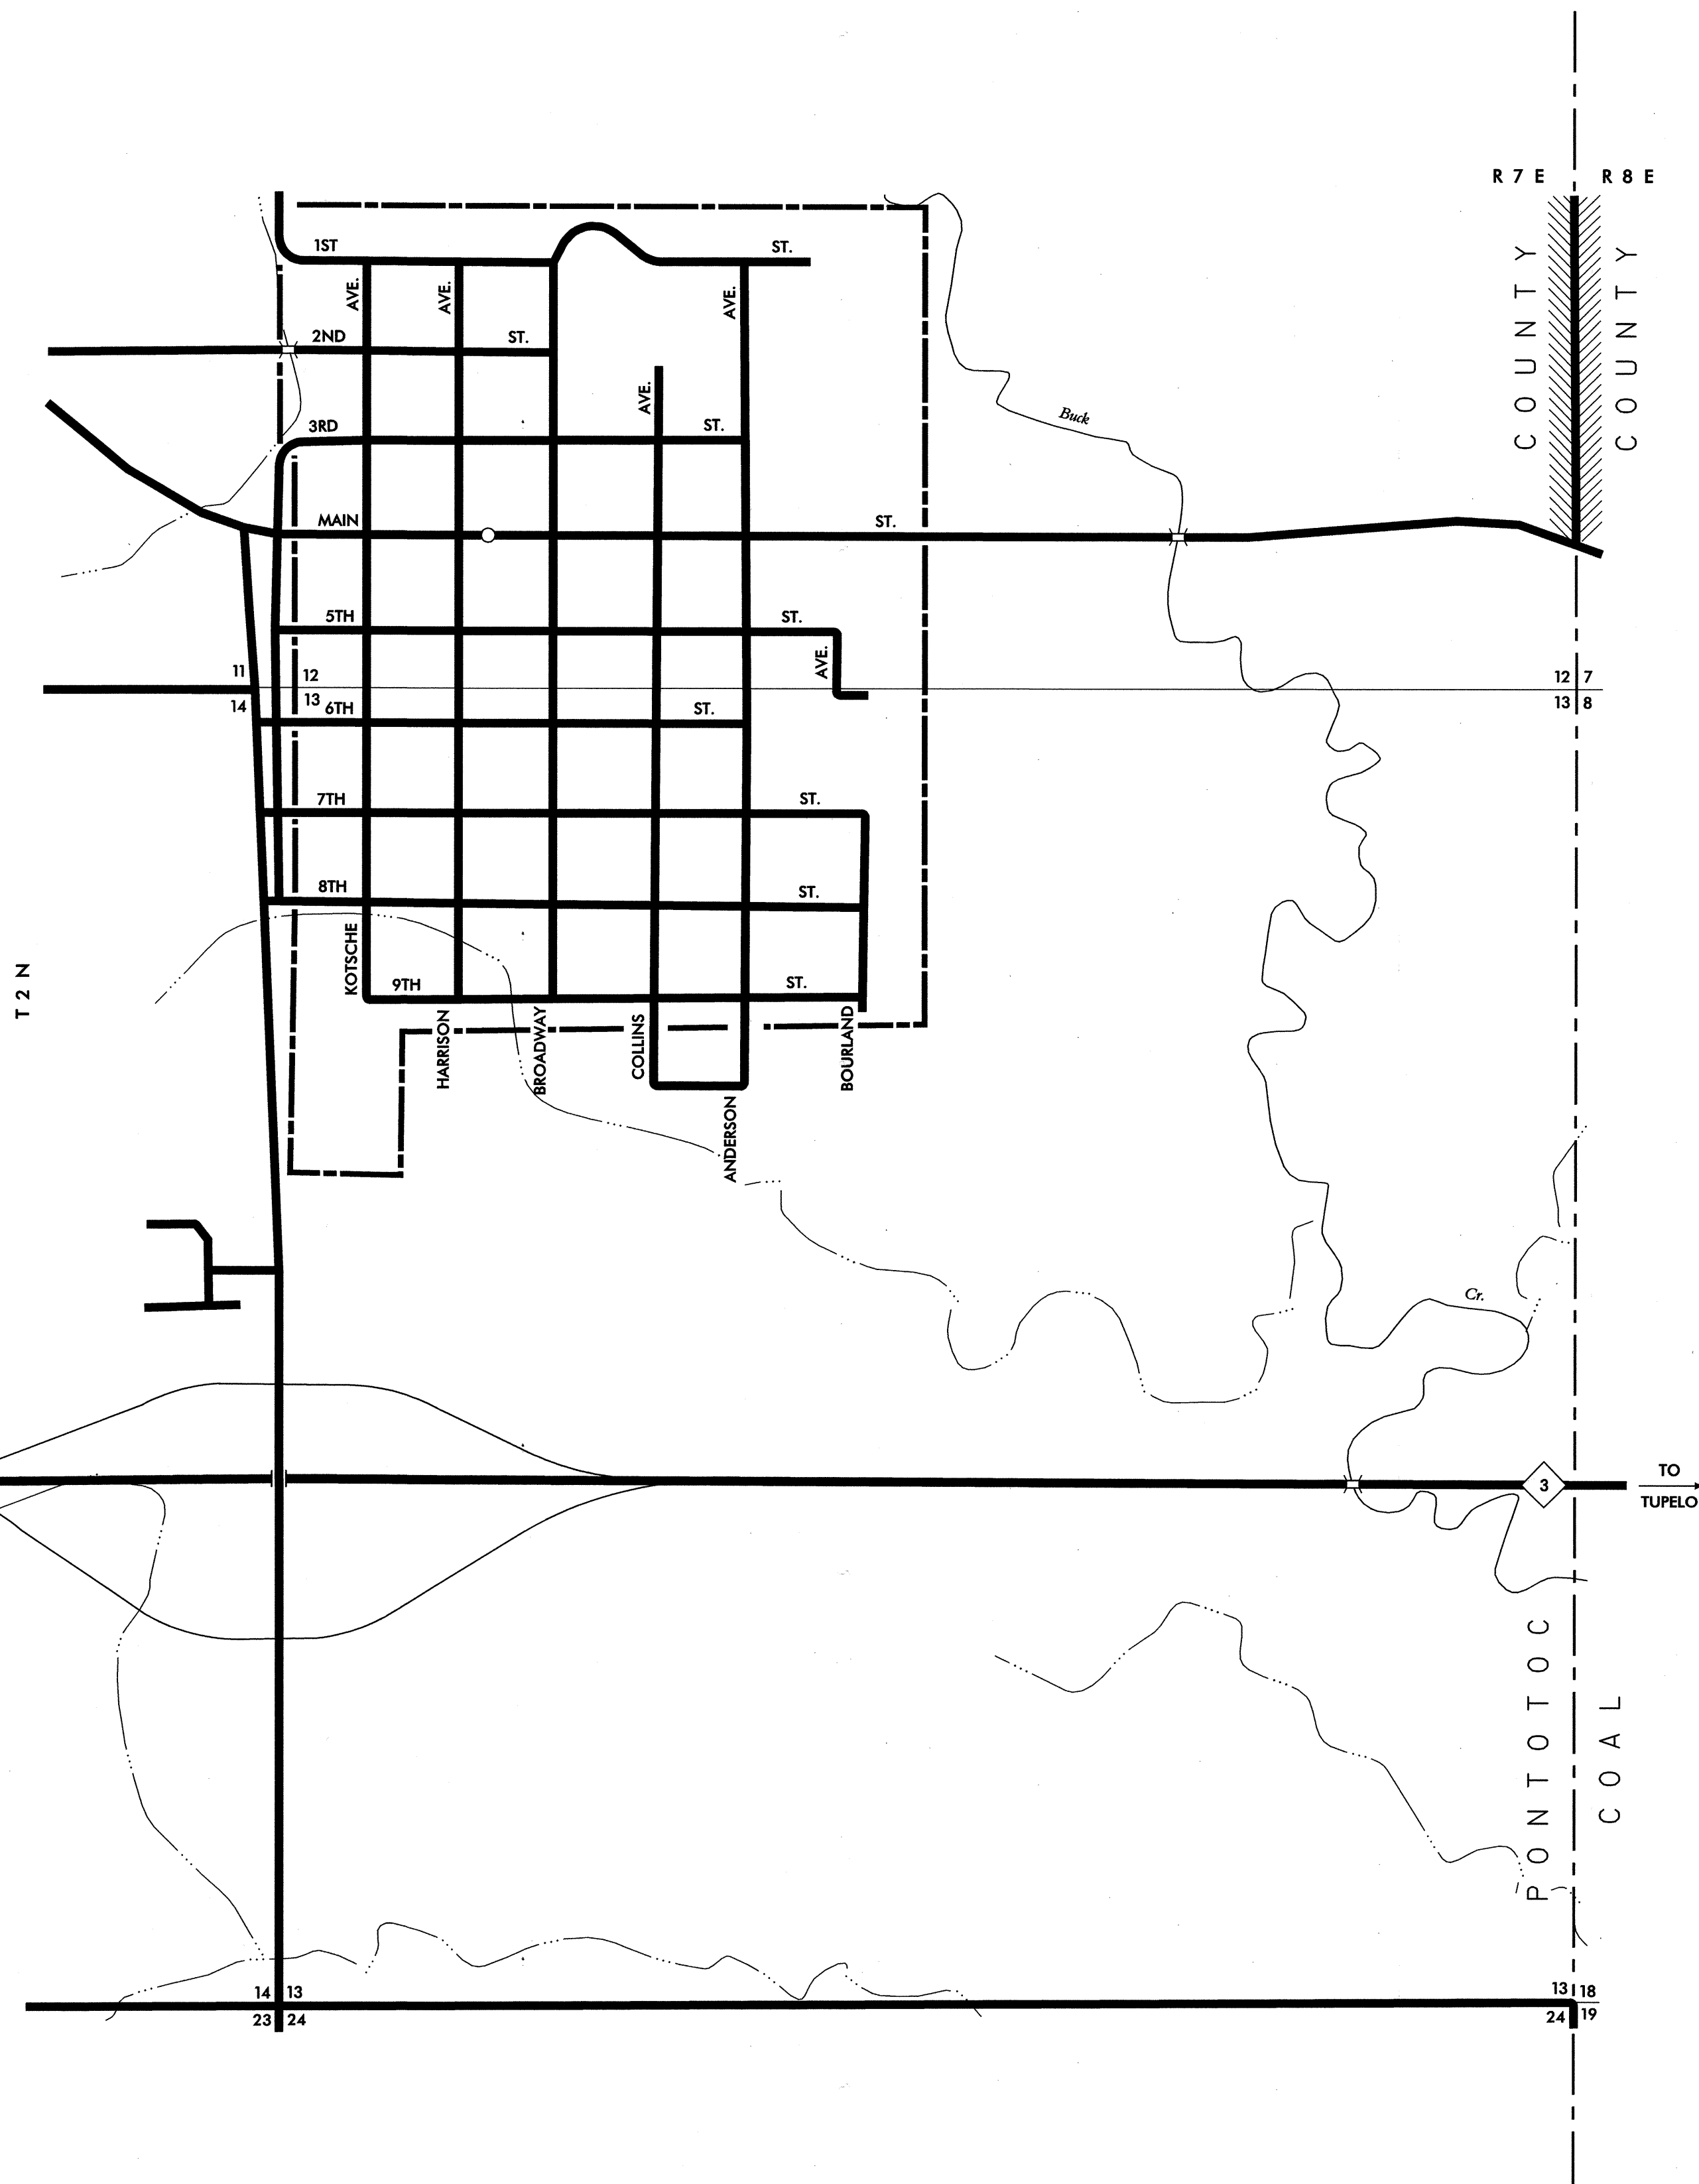 R 7 E R 8 E
COUNTY
COUNTY
1ST ST.
AVE.
AVE.
AVE.
2ND ST.
AVE.
3RD ST.
Buck
MAIN ST.
5TH ST.
AVE.
11 12
14 13
12 7
13 8
6TH ST.
7TH ST.
8TH ST.
KOTSCHE
T 2 N
9TH ST.
HARRISON
BROADWAY
COLLINS
BOURLAND
ANDERSON
Cr.
3
TO
TUPELO
PONTOTOC
COAL
14 13
23 24
13 18
24 19